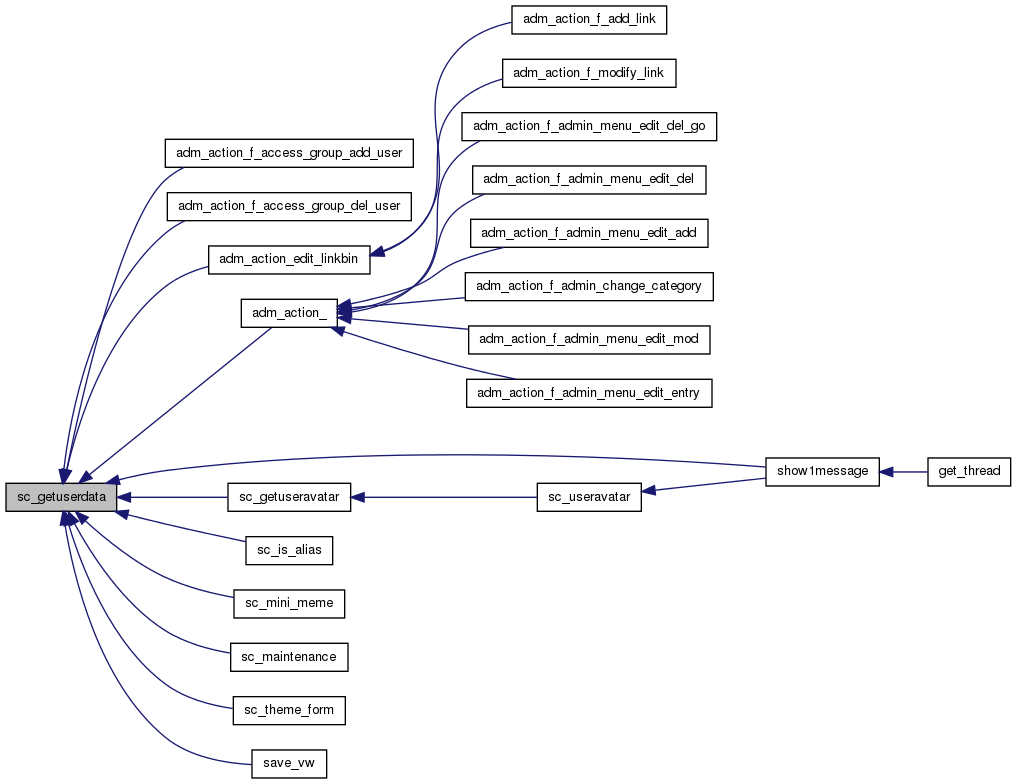 adm_action_f_add_link
adm_action_f_modify_link
adm_action_f_admin_menu_edit_del_go
adm_action_f_access_group_add_user
adm_action_f_admin_menu_edit_del
adm_action_f_access_group_del_user
adm_action_f_admin_menu_edit_add
adm_action_edit_linkbin
adm_action_f_admin_change_category
adm_action_
adm_action_f_admin_menu_edit_mod
adm_action_f_admin_menu_edit_entry
show1message
get_thread
sc_getuserdata
sc_getuseravatar
sc_useravatar
sc_is_alias
sc_mini_meme
sc_maintenance
sc_theme_form
save_vw